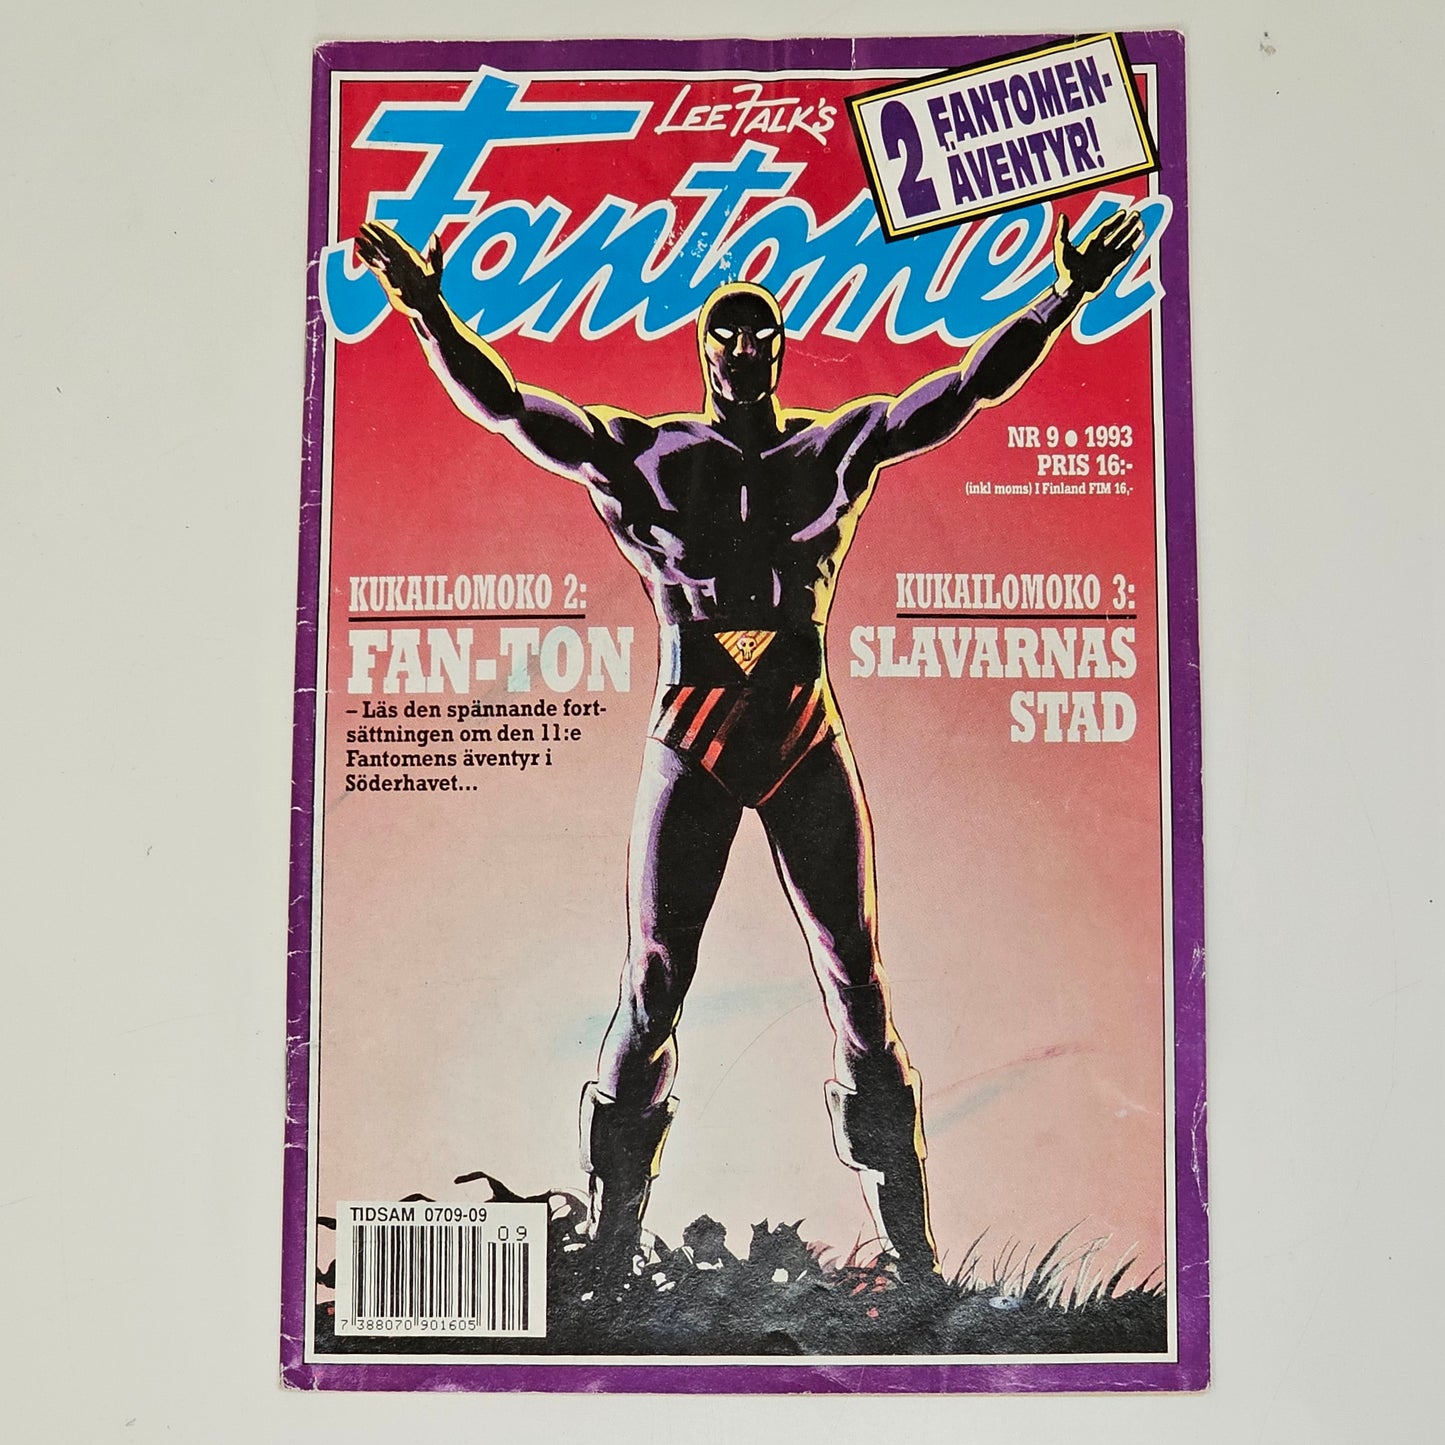 LEE FALK'S
Fantomen
2 FANTOMEN-
ÄVENTYR!
NR 9 ● 1993
PRIS 16:-
(inkl moms) I Finland FIM 16,-
KUKAILOMOKO 2:
FAN-TON
– Läs den spännande fort-
sättningen om den 11:e
Fantomens äventyr i
Söderhavet...
KUKAILOMOKO 3:
SLAVARNAS
STAD
TIDSAM 0709-09
09
7 388070 901605